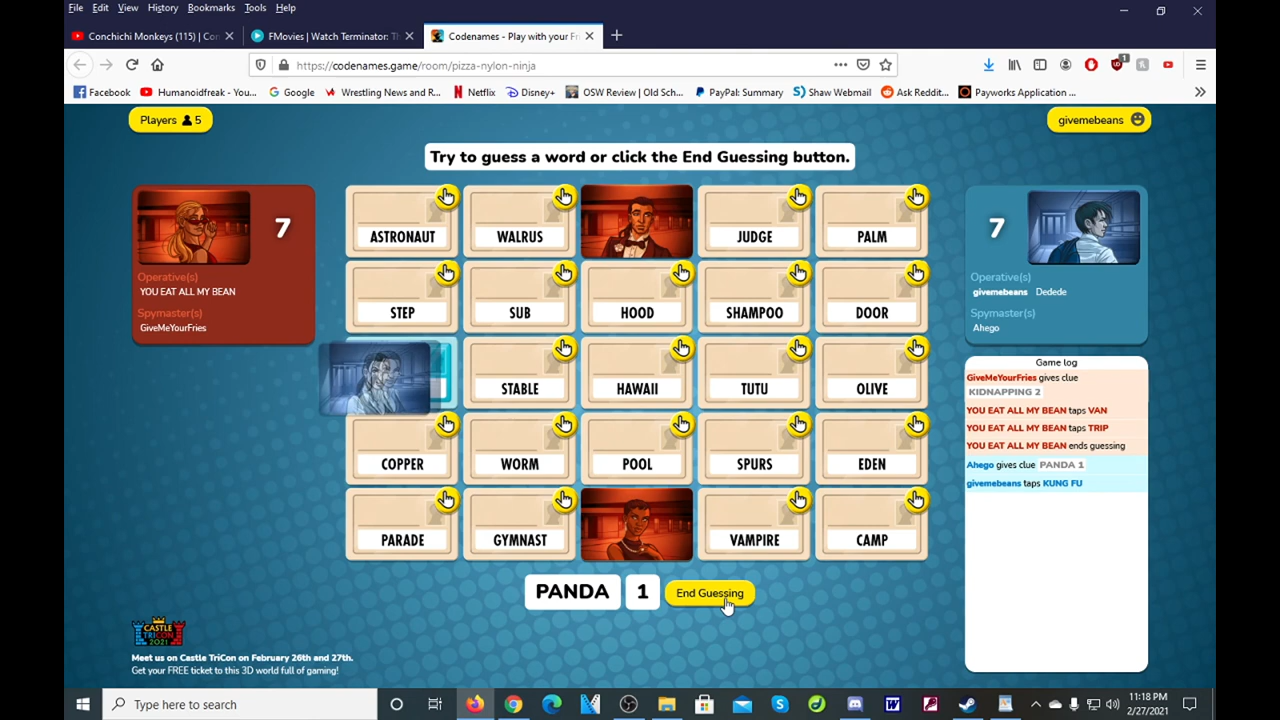 File Edit View History Bookmarks Tools Help
Conchichi Monkeys (115) | Con
FMovies | Watch Terminator: Th
Codenames - Play with your Fri
https://codenames.game/room/pizza-nylon-ninja
Facebook Humanoidfreak - You... Google Wrestling News and R... Netflix Disney+ OSW Review | Old Sch... PayPal: Summary Shaw Webmail Ask Reddit... Payworks Application ...
Players 5
givemebeans
Try to guess a word or click the End Guessing button.
7
Operative(s)
YOU EAT ALL MY BEAN
Spymaster(s)
GiveMeYourFries
ASTRONAUT WALRUS JUDGE PALM
STEP SUB HOOD SHAMPOO DOOR
STABLE HAWAII TUTU OLIVE
COPPER WORM POOL SPURS EDEN
PARADE GYMNAST VAMPIRE CAMP
PANDA 1 End Guessing
7
Operative(s)
givemebeans Dedede
Spymaster(s)
Ahego
Game log
GiveMeYourFries gives clue
KIDNAPPING 2
YOU EAT ALL MY BEAN taps VAN
YOU EAT ALL MY BEAN taps TRIP
YOU EAT ALL MY BEAN ends guessing
Ahego gives clue PANDA 1
givemebeans taps KUNG FU
CASTLE
TRICON
2021
Meet us on Castle TriCon on February 26th and 27th.
Get your FREE ticket to this 3D world full of gaming!
Type here to search
11:18 PM
2/27/2021